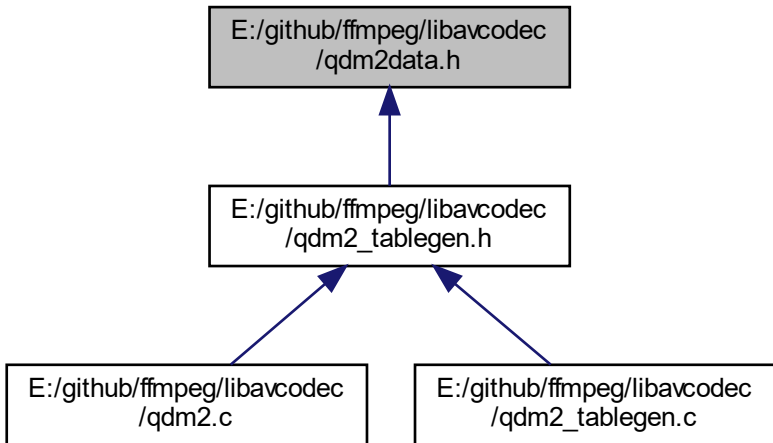 E:/github/ffmpeg/libavcodec
/qdm2data.h
E:/github/ffmpeg/libavcodec
/qdm2_tablegen.h
E:/github/ffmpeg/libavcodec
/qdm2.c
E:/github/ffmpeg/libavcodec
/qdm2_tablegen.c